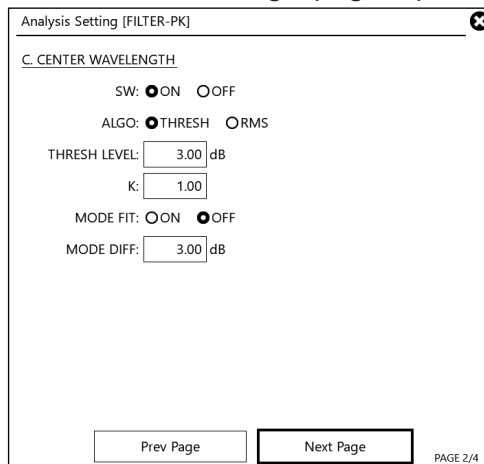 Analysis Setting [FILTER-PK]
C. CENTER WAVELENGTH
SW: ON OFF
ALGO: THRESH RMS
THRESH LEVEL: 3.00 dB
K: 1.00
MODE FIT: ON OFF
MODE DIFF: 3.00 dB
Prev Page Next Page PAGE 2/4